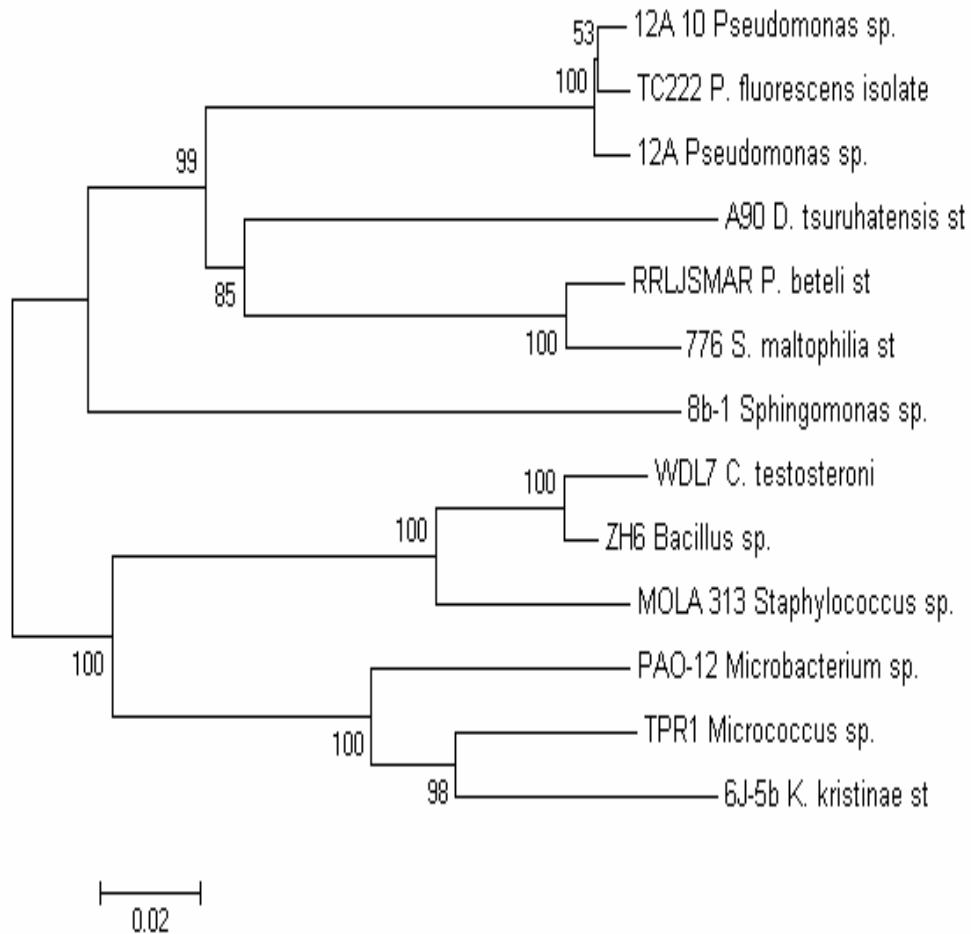 53
12A 10 Pseudomonas sp.
100
TC222 P. fluorescens isolate
12A Pseudomonas sp.
99
A90 D. tsuruhatensis st
85
RRLJSMAR P. beteli st
100
776 S. maltophilia st
8b-1 Sphingomonas sp.
100
WDL7 C. testosteroni
100
ZH6 Bacillus sp.
MOLA 313 Staphylococcus sp.
100
PAO-12 Microbacterium sp.
100
TPR1 Micrococcus sp.
98
6J-5b K. kristinae st
0.02